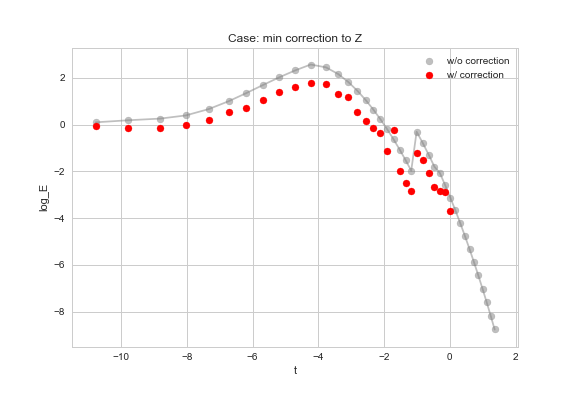 Case: min correction to Z
w/o correction
w/ correction
log_E
2
0
−2
−4
−6
−8
−10 −8 −6 −4 −2 0 2
t